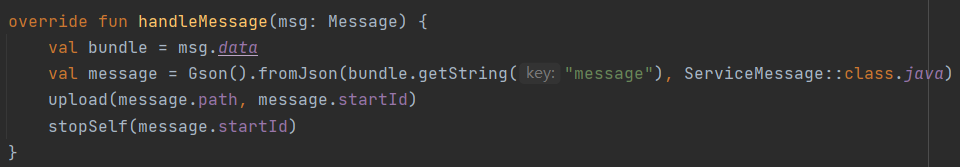 override fun handleMessage(msg: Message) {
val bundle = msg.data
val message = Gson().fromJson(bundle.getString( key: "message"), ServiceMessage::class.java)
upload(message.path, message.startId)
stopSelf(message.startId)
}